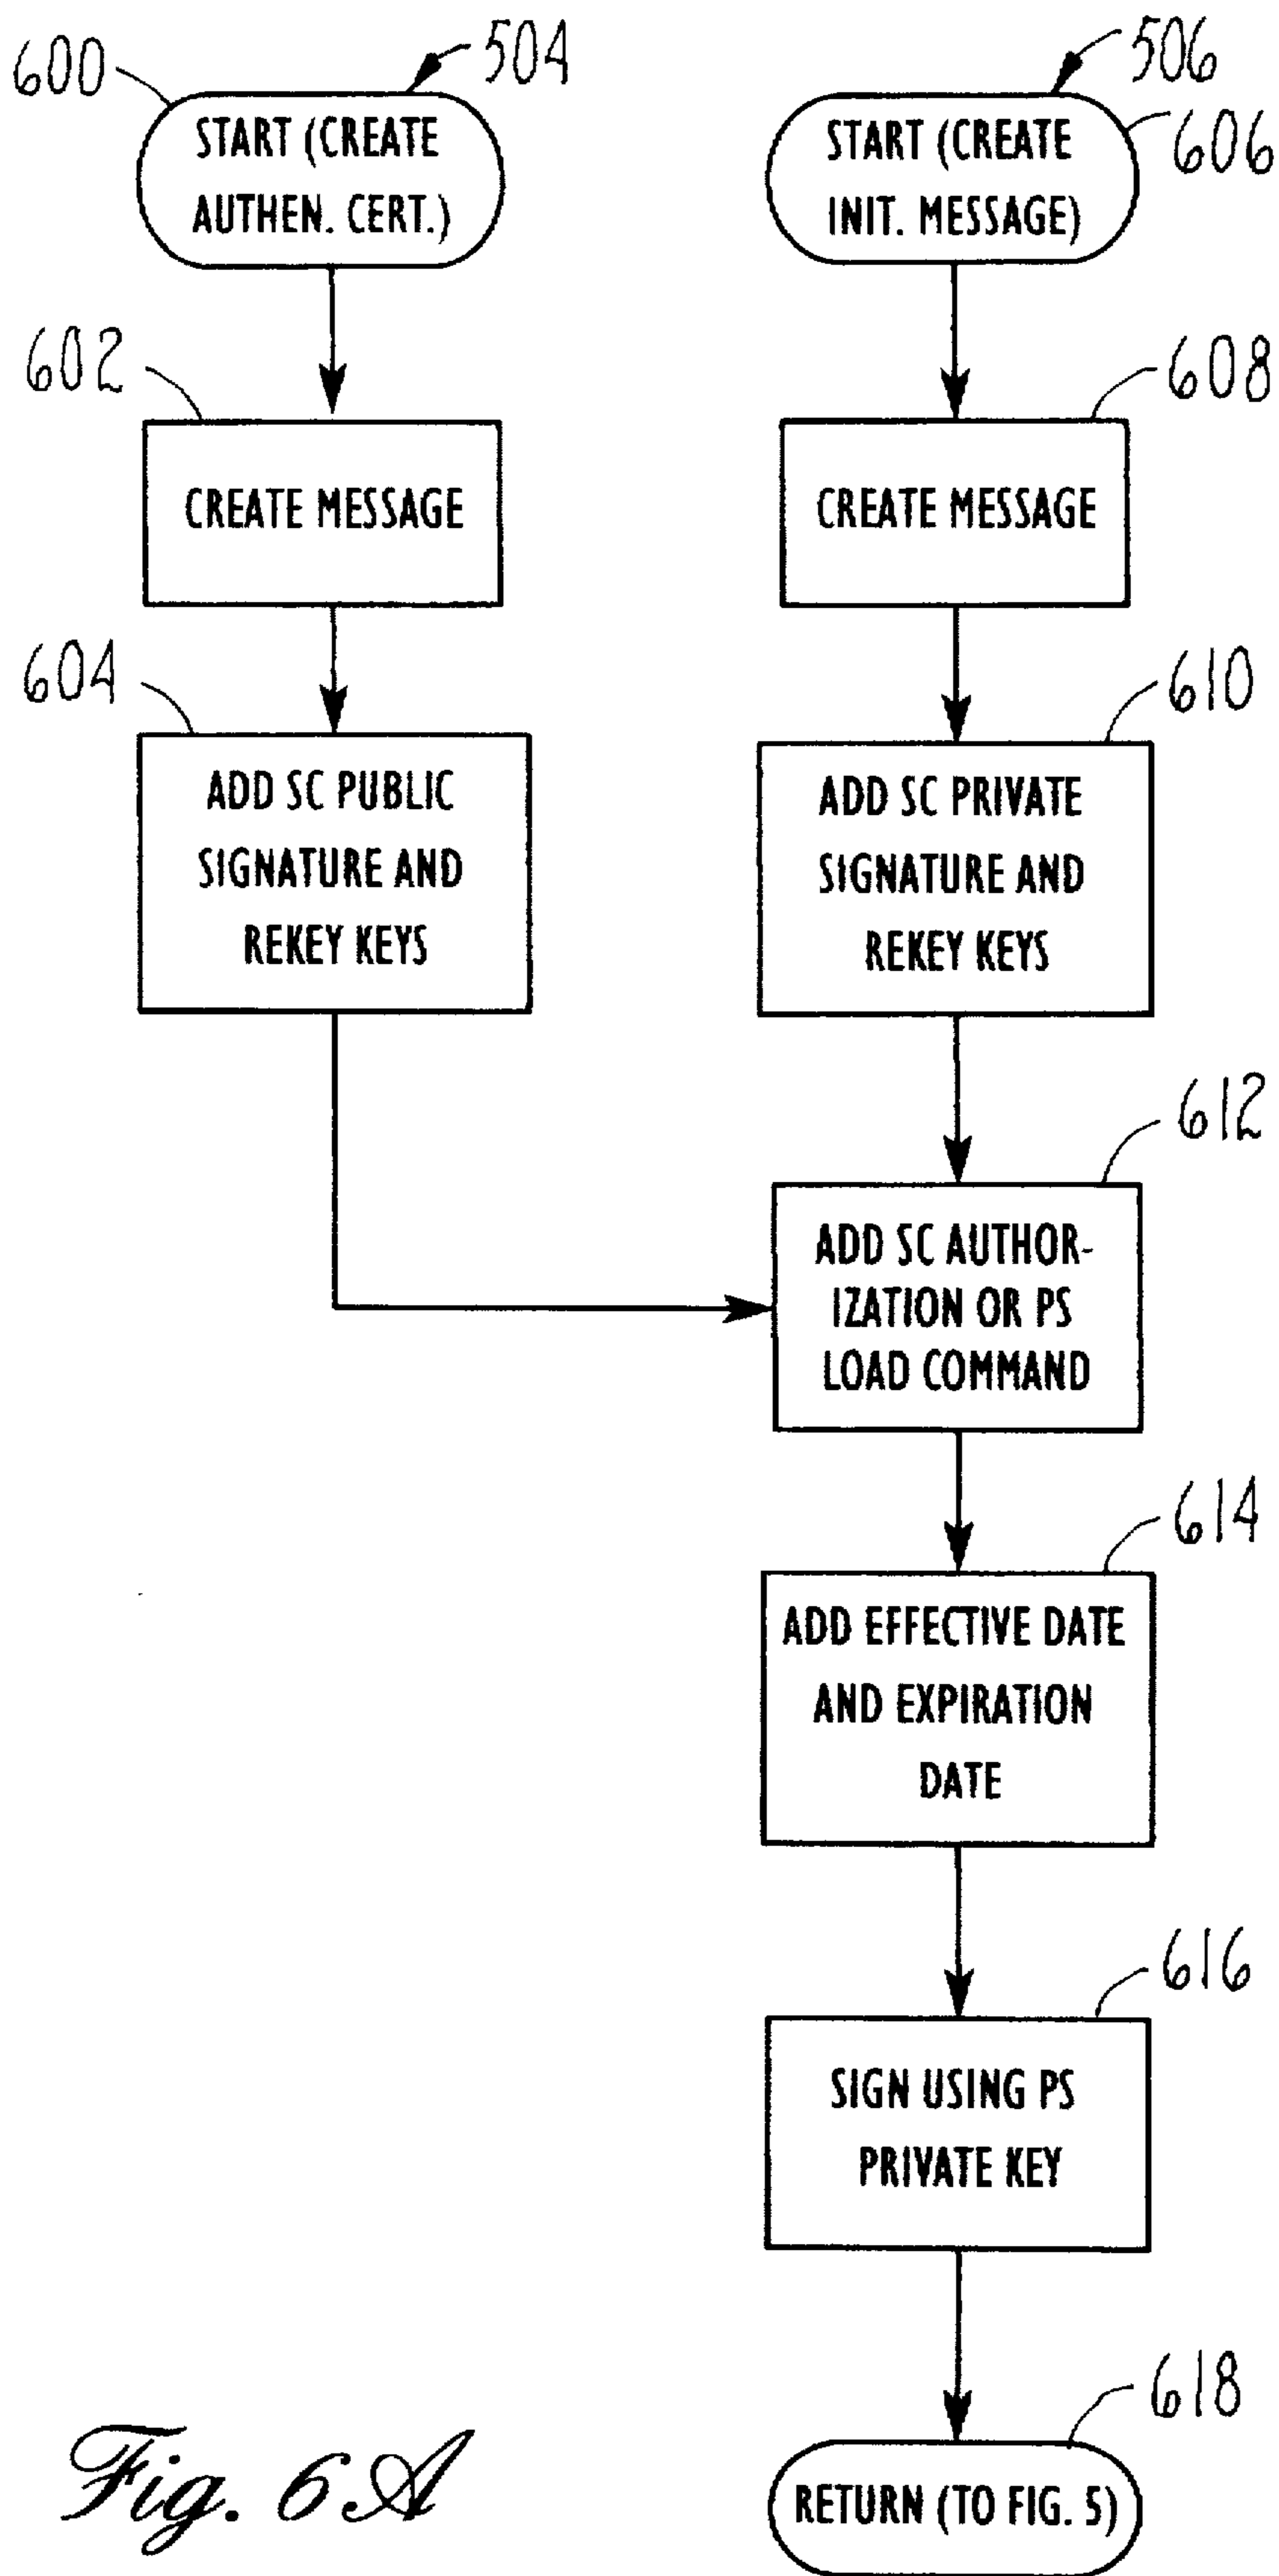 600
504
506
START (CREATE
AUTHEN. CERT.)
START (CREATE
INIT. MESSAGE)
606
602
608
CREATE MESSAGE
CREATE MESSAGE
604
610
ADD SC PUBLIC
SIGNATURE AND
REKEY KEYS
ADD SC PRIVATE
SIGNATURE AND
REKEY KEYS
612
ADD SC AUTHOR-
IZATION OR PS
LOAD COMMAND
614
ADD EFFECTIVE DATE
AND EXPIRATION
DATE
616
SIGN USING PS
PRIVATE KEY
618
RETURN (TO FIG. 5)
Fig. 6A